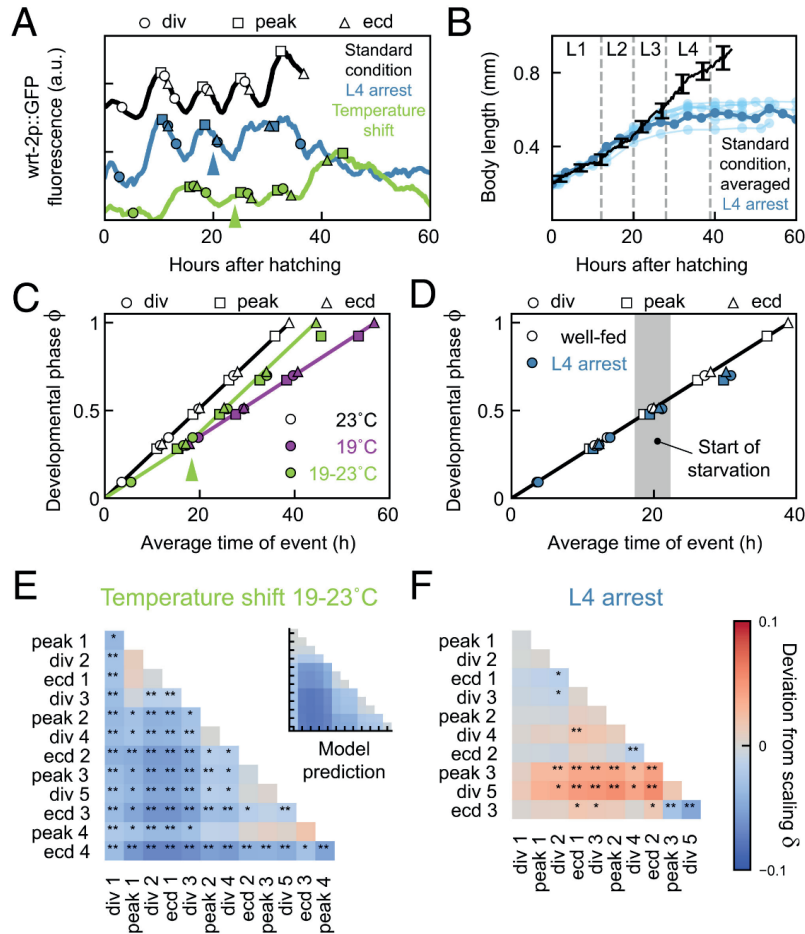 A
div peak ecd
wrt-2p::GFP
fluorescence (a.u.)
Standard
condition
L4 arrest
Temperature
shift
0 20 40 60
Hours after hatching
B
L1 L2 L3 L4
Body length (mm)
0.8
0.4
Standard
condition,
averaged
L4 arrest
0 10 20 30 40 50 60
Hours after hatching
C
div peak ecd
Developmental phase ϕ
1
0.5
0
23°C
19°C
19-23°C
0 20 40 60
Average time of event (h)
D
div peak ecd
Developmental phase ϕ
1
0.5
0
well-fed
L4 arrest
Start of
starvation
0 10 20 30 40
Average time of event (h)
E
Temperature shift 19-23°C
peak 1
div 2
ecd 1
div 3
peak 2
div 4
ecd 2
peak 3
div 5
ecd 3
peak 4
ecd 4
div 1
peak 1
div 2
ecd 1
div 3
peak 2
div 4
ecd 2
peak 3
div 5
ecd 3
peak 4
Model
prediction
F
L4 arrest
peak 1
div 2
ecd 1
div 3
peak 2
div 4
ecd 2
peak 3
div 5
ecd 3
div 1
peak 1
div 2
ecd 1
div 3
peak 2
div 4
ecd 2
peak 3
div 5
0.1
0
−0.1
Deviation from scaling δ